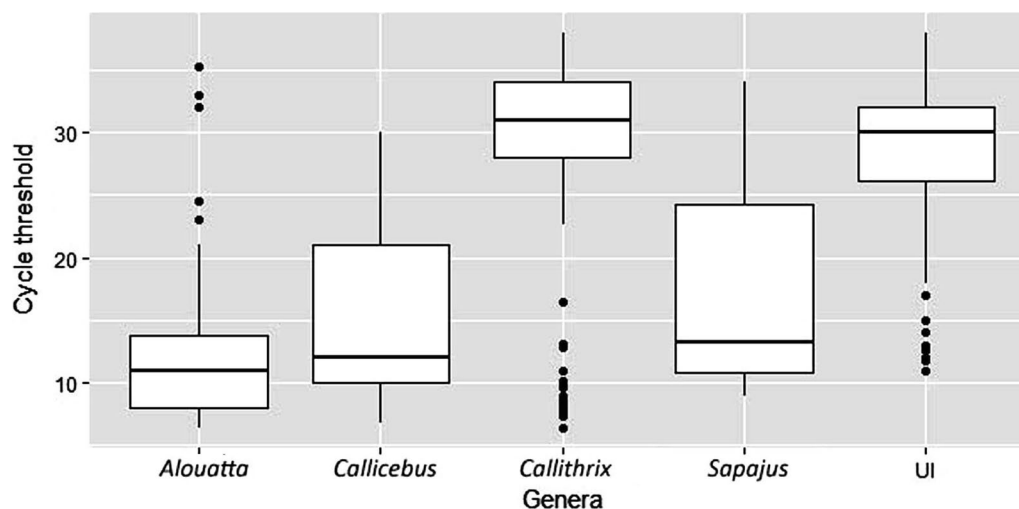 Cycle threshold
30
20
10
Alouatta Callicebus Callithrix Sapajus UI
Genera